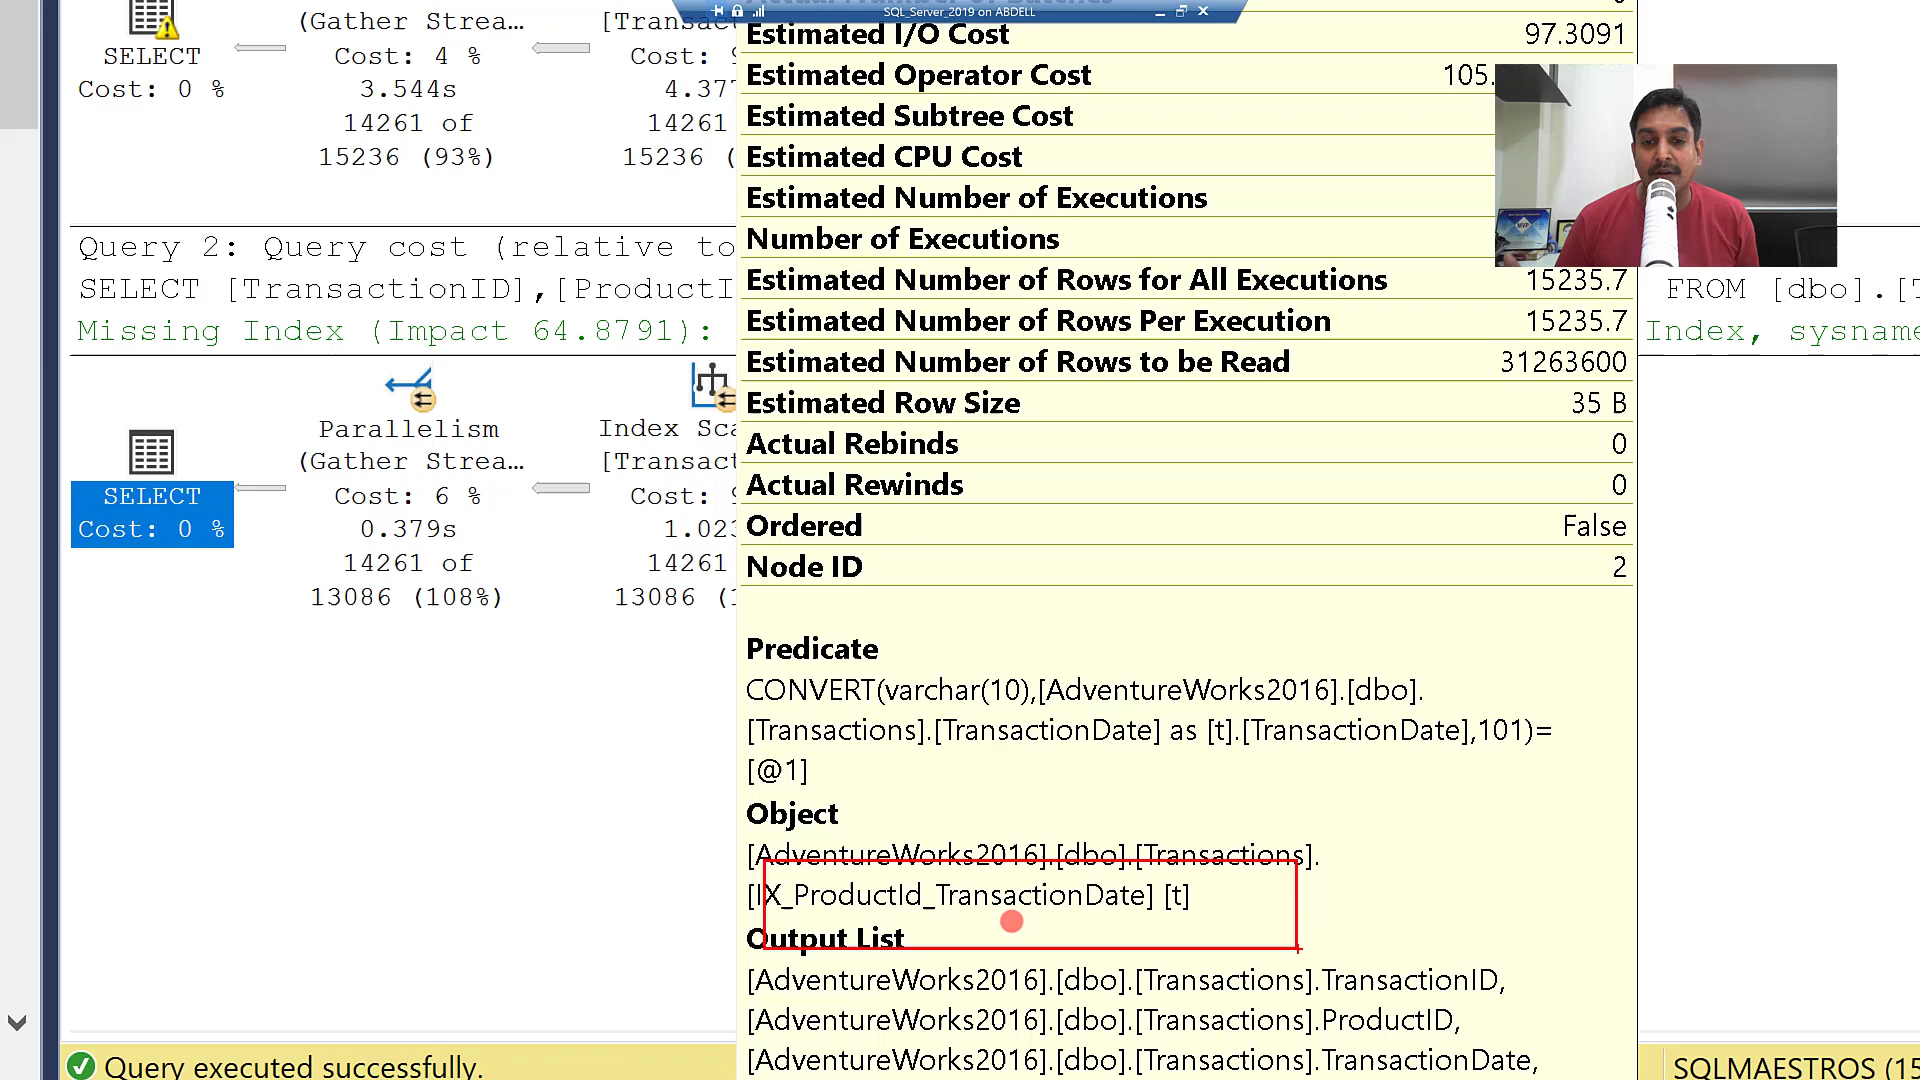 SQL_Server_2019 on ABDELL
(Gather Strea...
SELECT
Cost: 4 %
Cost:
Cost: 0 %
3.544s
14261 of
14261
15236 (93%)
15236 (
Query 2: Query cost (relative to
SELECT [TransactionID],[ProductI
FROM [dbo].[T
Missing Index (Impact 64.8791):
Index, sysname
Parallelism
Index Sca
(Gather Strea...
[Transact
SELECT
Cost: 6 %
Cost:
Cost: 0 %
0.379s
1.023
14261 of
14261
13086 (108%)
13086 (1
Estimated I/O Cost 97.3091
Estimated Operator Cost 105.
Estimated Subtree Cost
Estimated CPU Cost
Estimated Number of Executions
Number of Executions
Estimated Number of Rows for All Executions 15235.7
Estimated Number of Rows Per Execution 15235.7
Estimated Number of Rows to be Read 31263600
Estimated Row Size 35 B
Actual Rebinds 0
Actual Rewinds 0
Ordered False
Node ID 2
Predicate
CONVERT(varchar(10),[AdventureWorks2016].[dbo].
[Transactions].[TransactionDate] as [t].[TransactionDate],101)=
[@1]
Object
[AdventureWorks2016].[dbo].[Transactions].
[IX_ProductId_TransactionDate] [t]
Output List
[AdventureWorks2016].[dbo].[Transactions].TransactionID,
[AdventureWorks2016].[dbo].[Transactions].ProductID,
[AdventureWorks2016].[dbo].[Transactions].TransactionDate,
Query executed successfully.
SQLMAESTROS (15